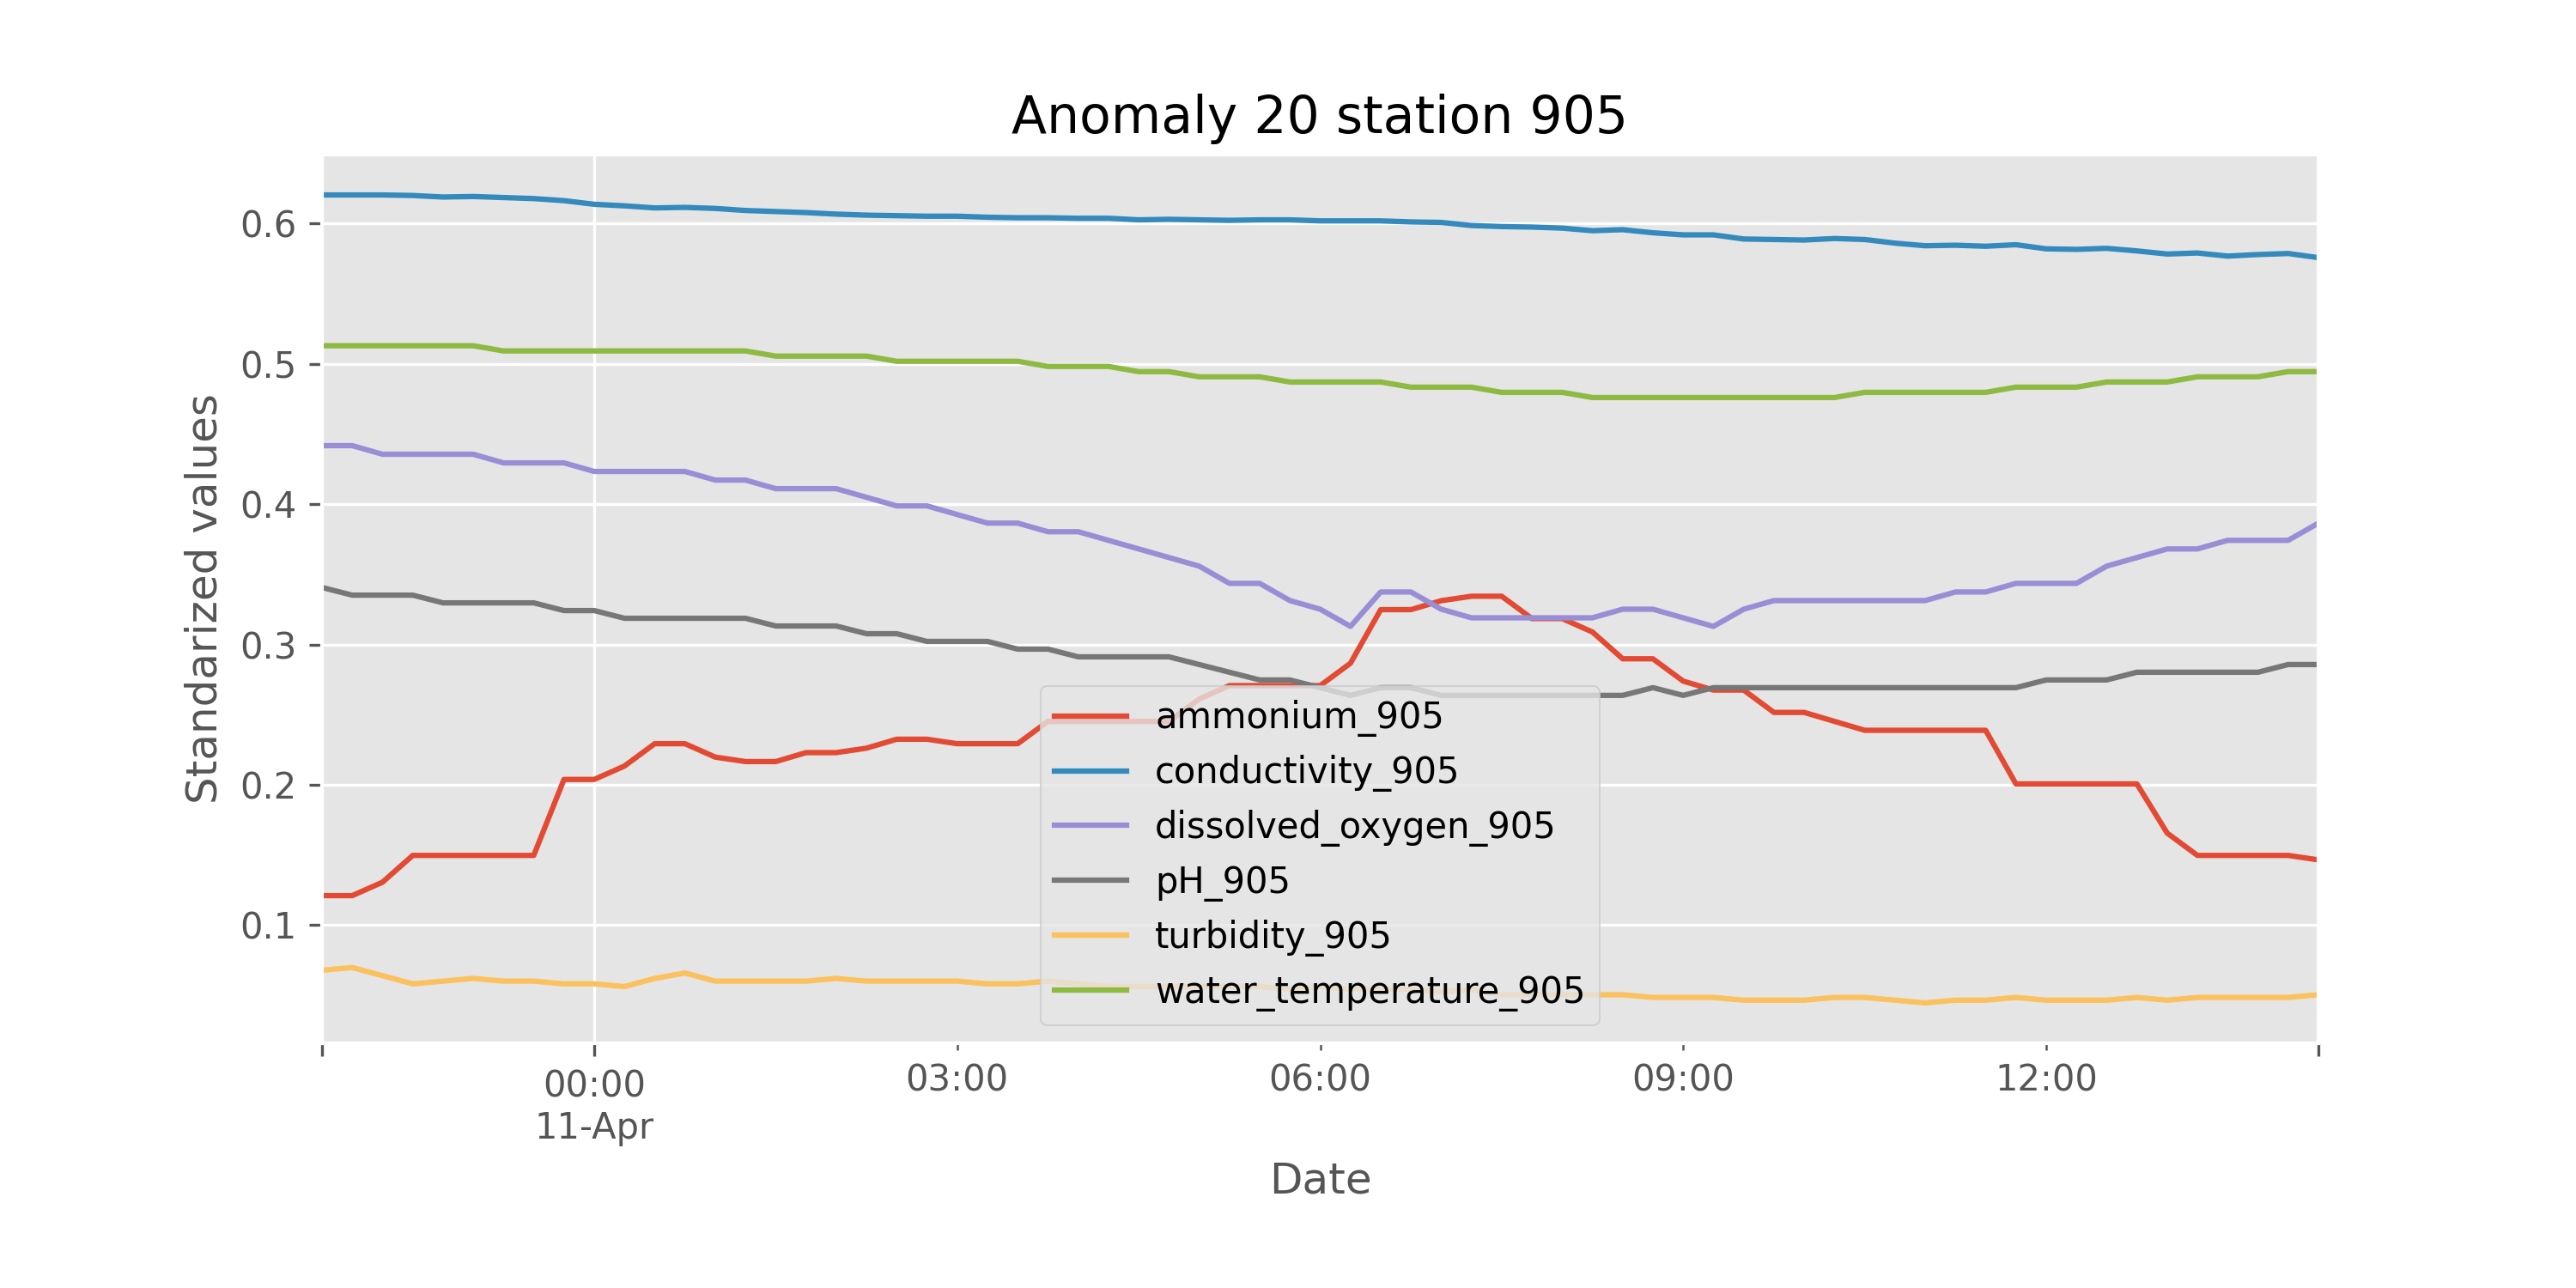 Anomaly 20 station 905
Standarized values
0.6
0.5
0.4
0.3
0.2
0.1
ammonium_905
conductivity_905
dissolved_oxygen_905
pH_905
turbidity_905
water_temperature_905
00:00 03:00 06:00 09:00 12:00
11-Apr
Date